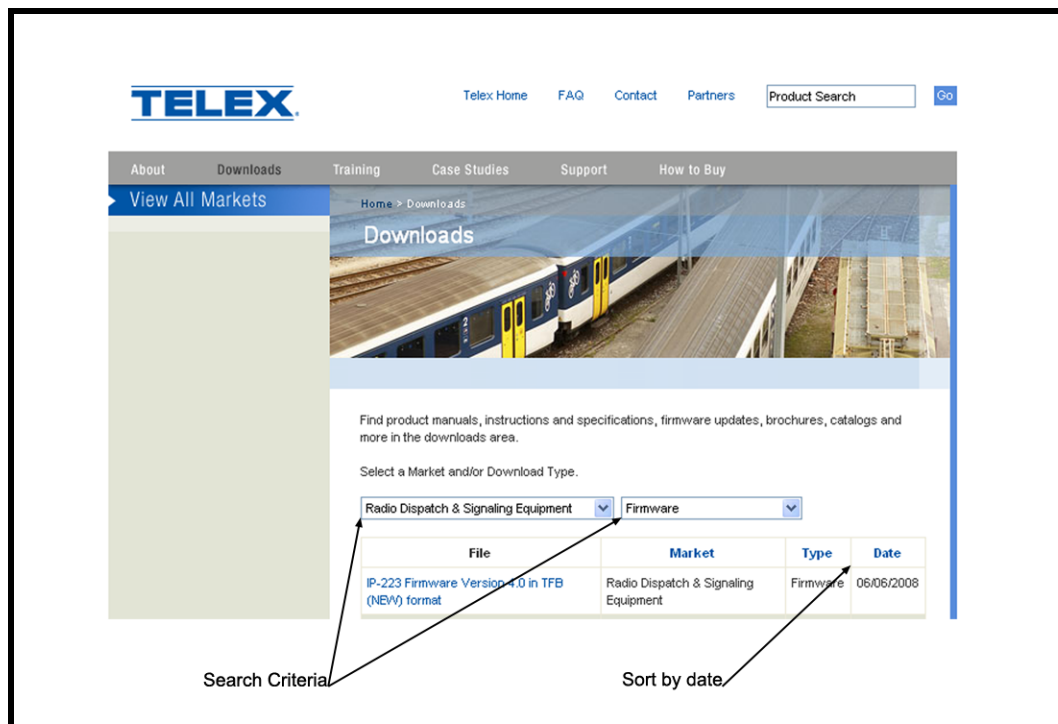 TELEX.
Telex Home FAQ Contact Partners Product Search Go
About Downloads Training Case Studies Support How to Buy
View All Markets
Home > Downloads
Downloads
Find product manuals, instructions and specifications, firmware updates, brochures, catalogs and
more in the downloads area.
Select a Market and/or Download Type.
Radio Dispatch & Signaling Equipment Firmware
File Market Type Date
IP-223 Firmware Version 4.0 in TFB Radio Dispatch & Signaling Firmware 06/06/2008
(NEW) format Equipment
Search Criteria Sort by date